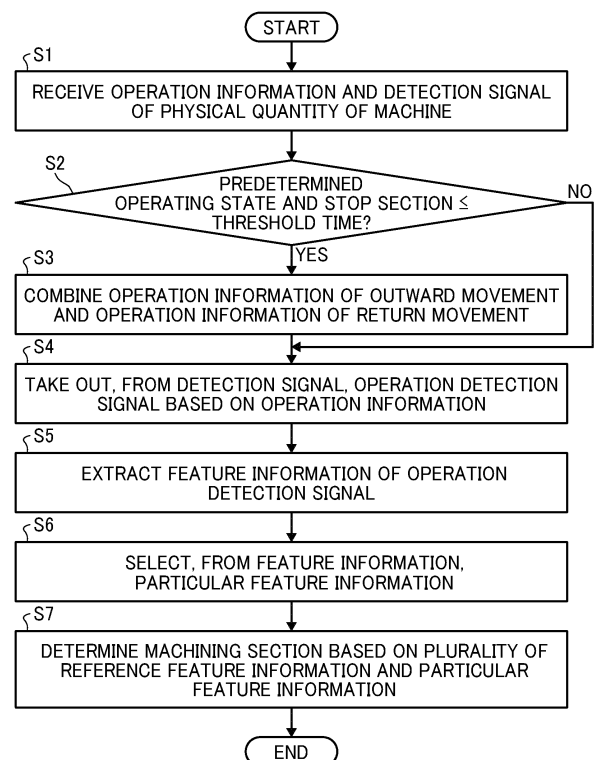 START
S1
RECEIVE OPERATION INFORMATION AND DETECTION SIGNAL
OF PHYSICAL QUANTITY OF MACHINE
S2
PREDETERMINED
OPERATING STATE AND STOP SECTION ≤
THRESHOLD TIME?
NO
YES
S3
COMBINE OPERATION INFORMATION OF OUTWARD MOVEMENT
AND OPERATION INFORMATION OF RETURN MOVEMENT
S4
TAKE OUT, FROM DETECTION SIGNAL, OPERATION DETECTION
SIGNAL BASED ON OPERATION INFORMATION
S5
EXTRACT FEATURE INFORMATION OF OPERATION
DETECTION SIGNAL
S6
SELECT, FROM FEATURE INFORMATION,
PARTICULAR FEATURE INFORMATION
S7
DETERMINE MACHINING SECTION BASED ON PLURALITY OF
REFERENCE FEATURE INFORMATION AND PARTICULAR
FEATURE INFORMATION
END